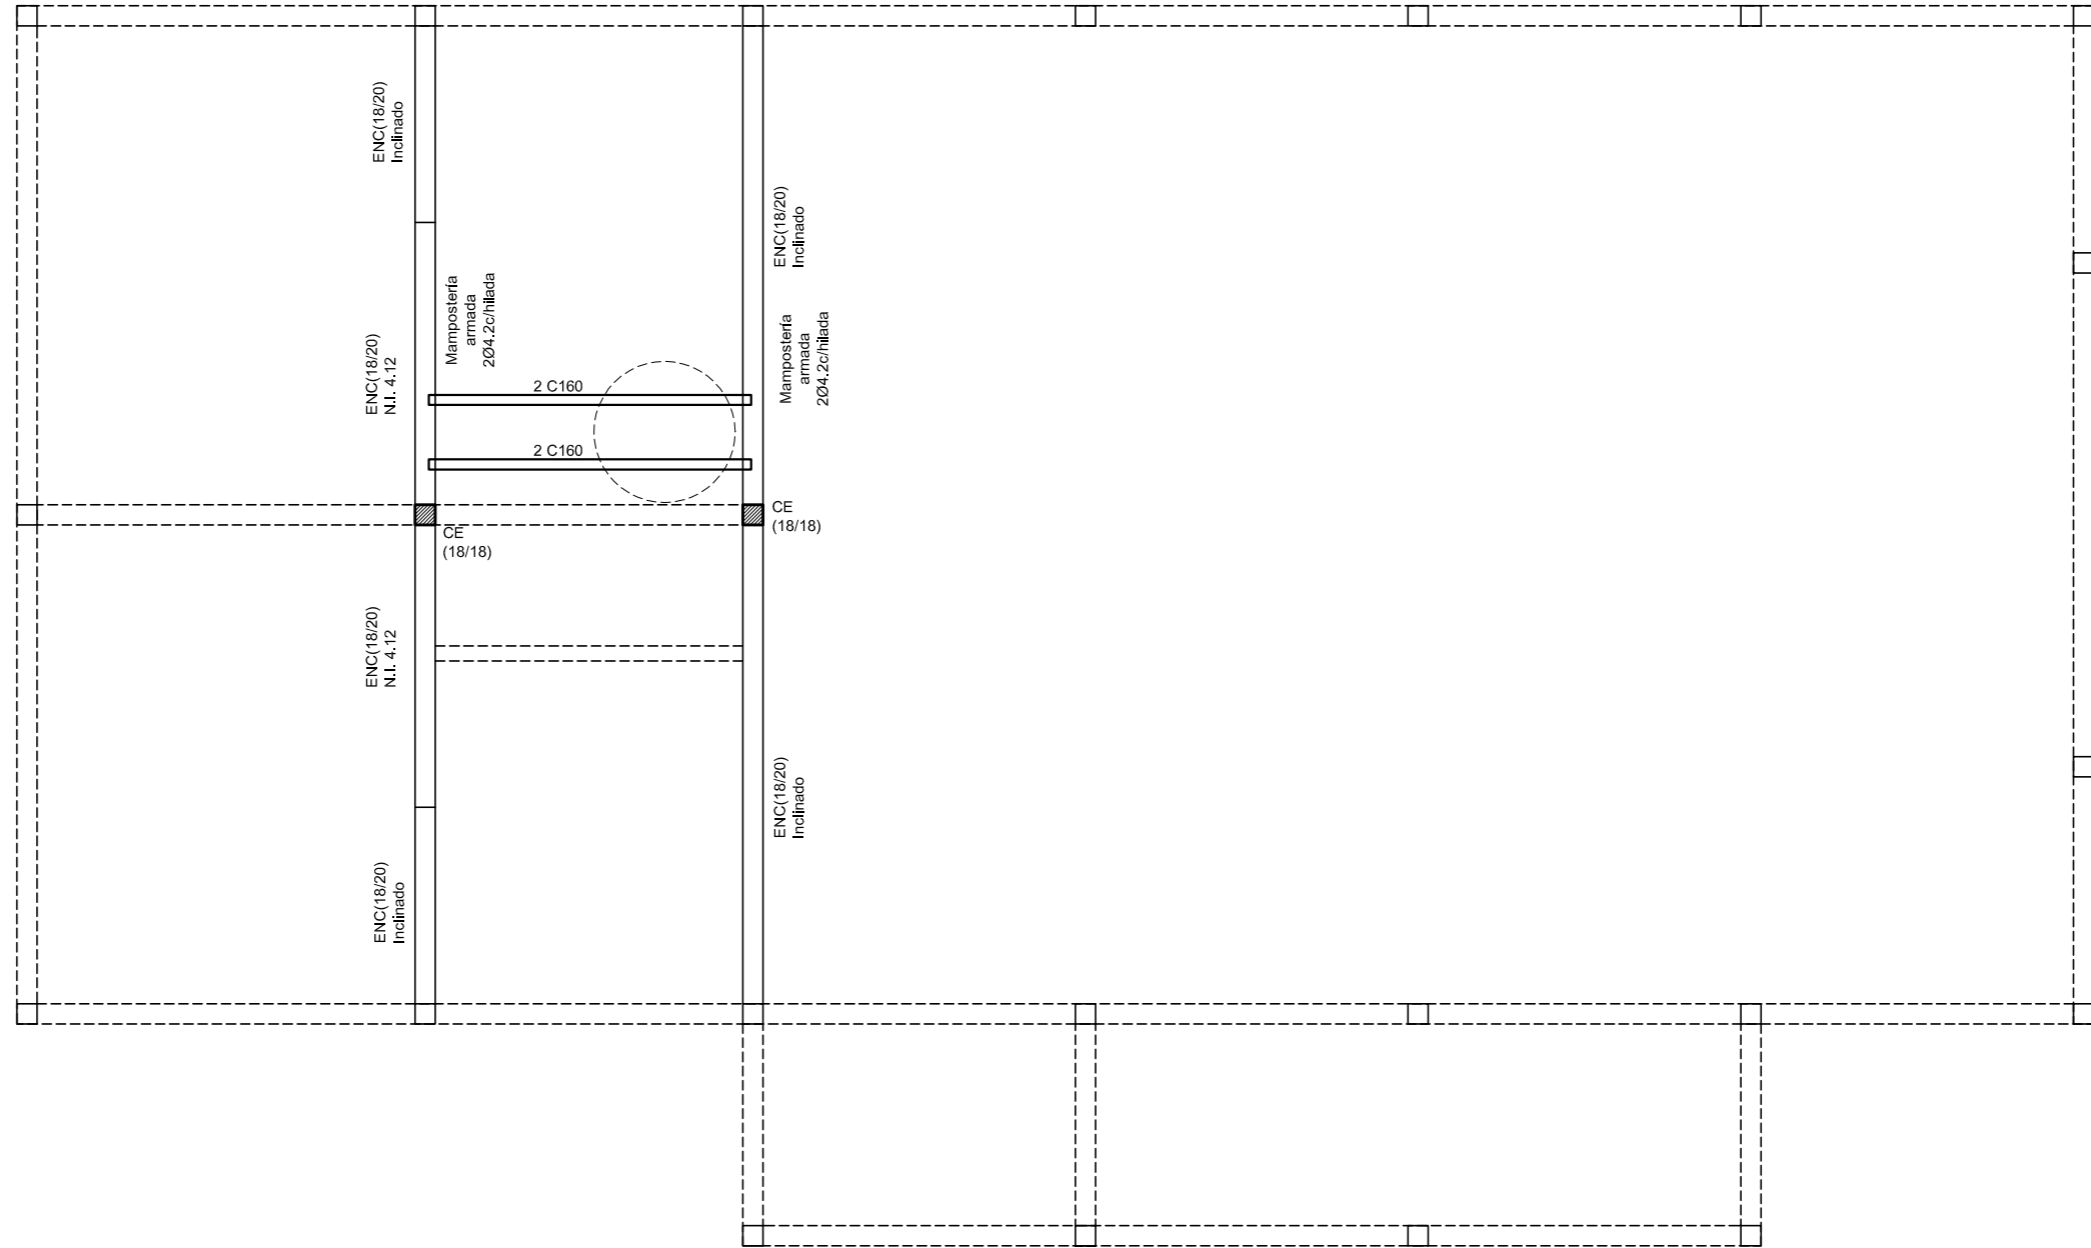 ENC(18/20)
Inclinado
ENC(18/20)
Inclinado
Mampostería
armada
2Ø4.2c/hilada
Mampostería
armada
2Ø4.2c/hilada
ENC(18/20)
N.I. 4.12
2 C160
2 C160
CE
(18/18)
CE
(18/18)
ENC(18/20)
N.I. 4.12
ENC(18/20)
Inclinado
ENC(18/20)
Inclinado